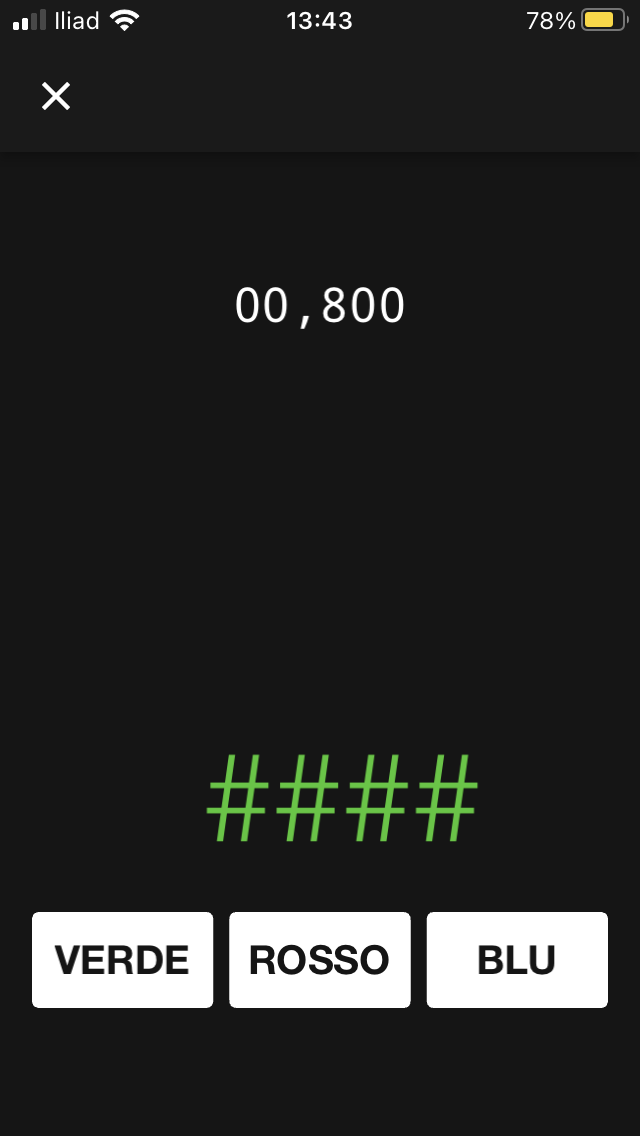 Iliad 13:43 78%
00,800
####
VERDE ROSSO BLU